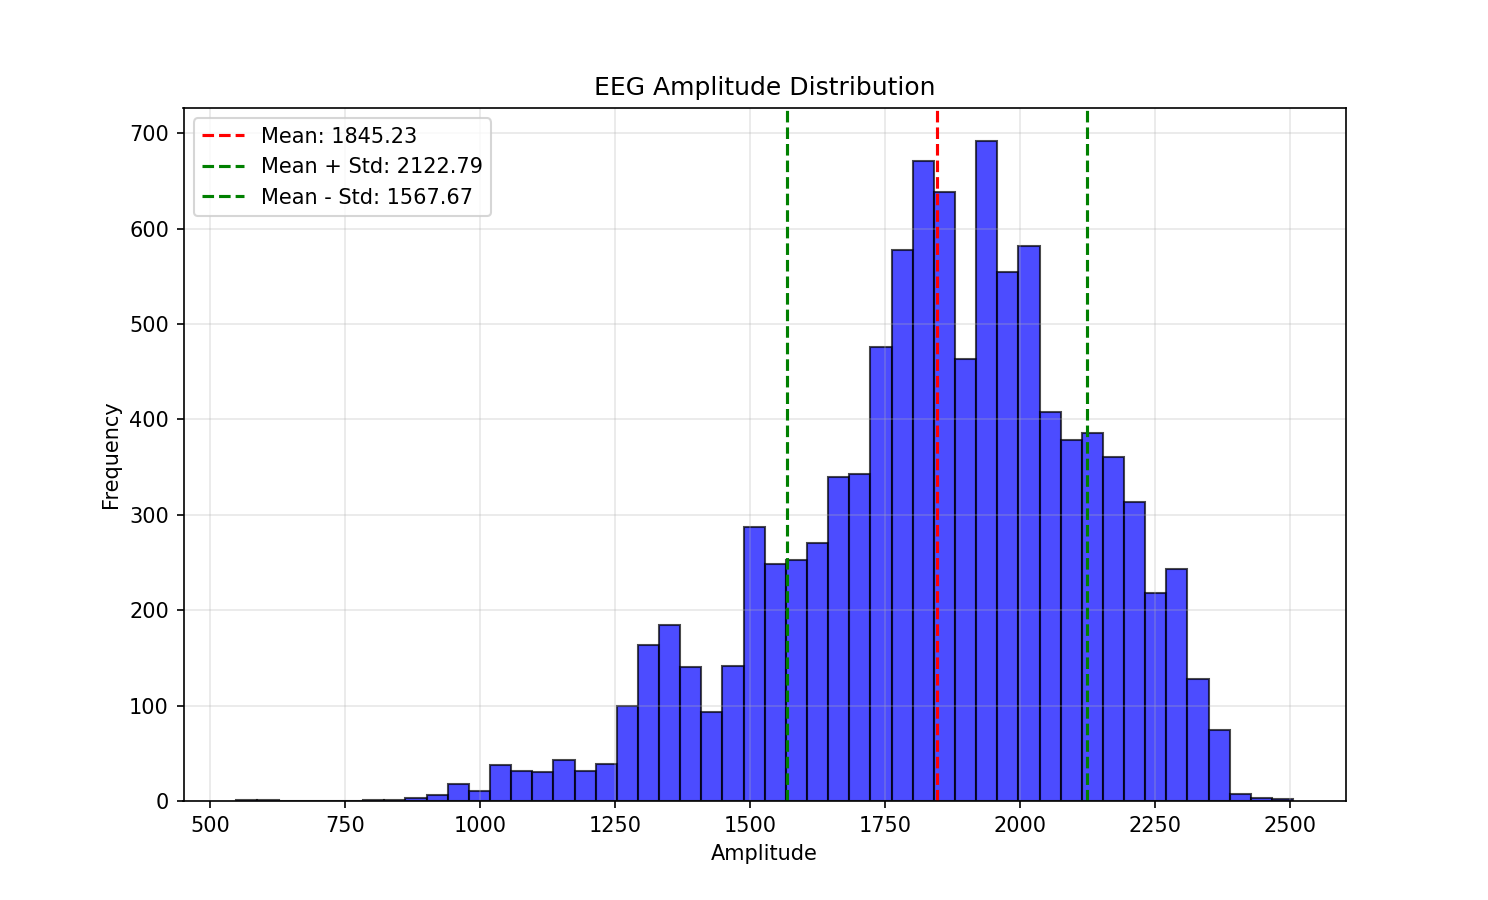 EEG Amplitude Distribution
Mean: 1845.23
Mean + Std: 2122.79
Mean - Std: 1567.67
Frequency
700
600
500
400
300
200
100
0
500 750 1000 1250 1500 1750 2000 2250 2500
Amplitude